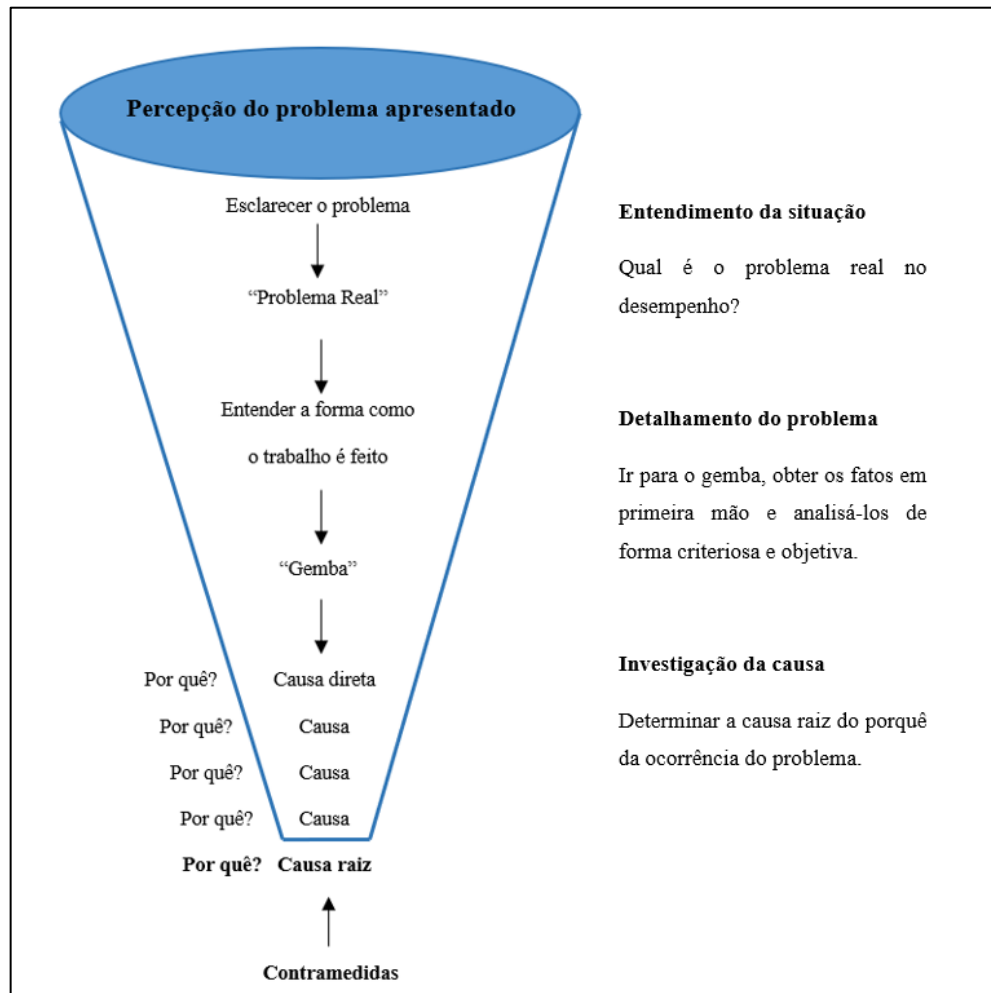 Percepção do problema apresentado
Esclarecer o problema
“Problema Real”
Entender a forma como
o trabalho é feito
“Gemba”
Por quê? Causa direta
Por quê? Causa
Por quê? Causa
Por quê? Causa
Por quê? Causa raiz
Contramedidas
Entendimento da situação
Qual é o problema real no
desempenho?
Detalhamento do problema
Ir para o gemba, obter os fatos em
primeira mão e analisá-los de
forma criteriosa e objetiva.
Investigação da causa
Determinar a causa raiz do porquê
da ocorrência do problema.